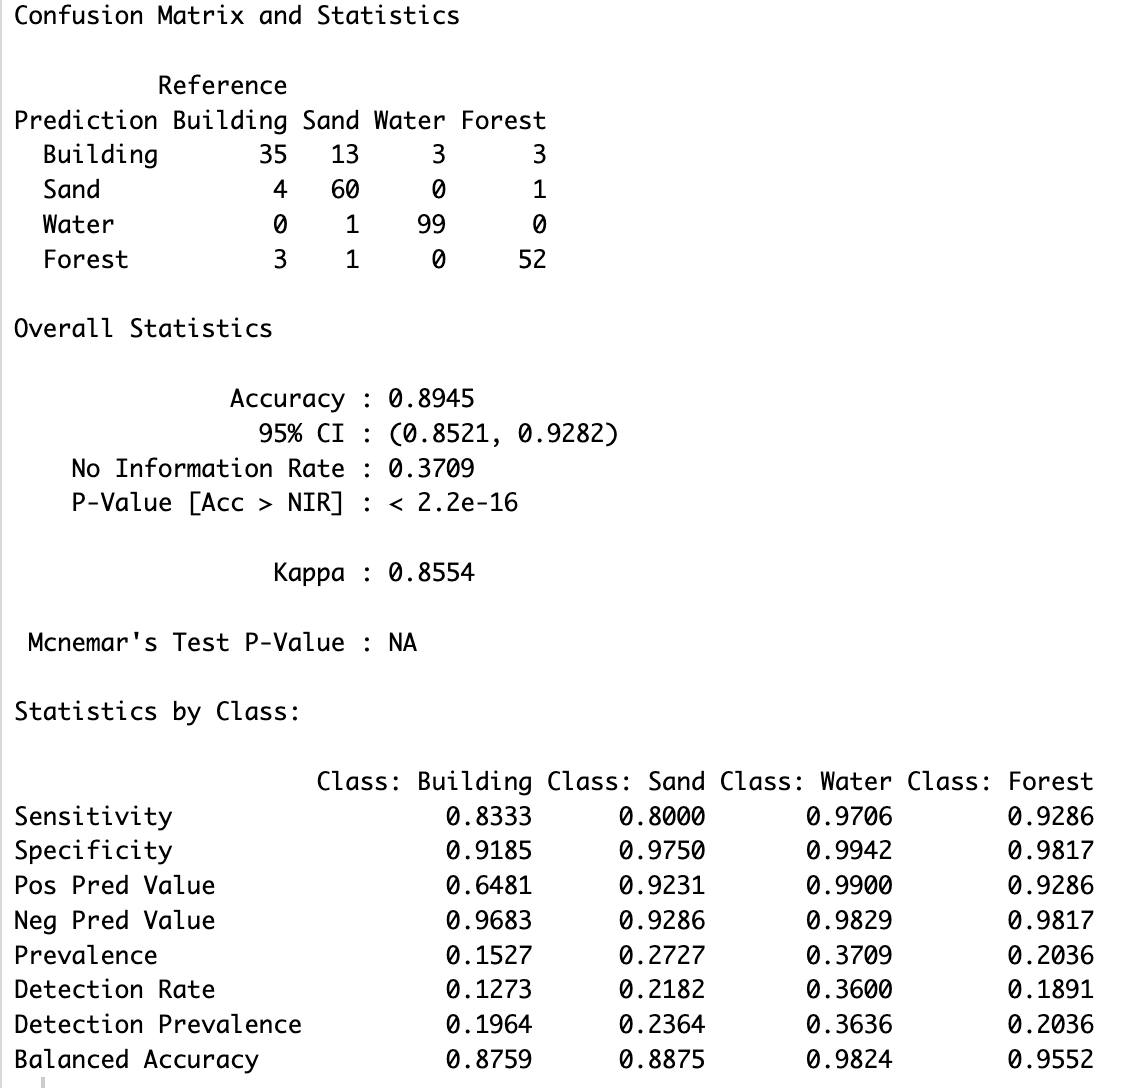 Confusion Matrix and Statistics
Reference
Prediction Building Sand Water Forest
Building 35 13 3 3
Sand 4 60 0 1
Water 0 1 99 0
Forest 3 1 0 52
Overall Statistics
Accuracy : 0.8945
95% CI : (0.8521, 0.9282)
No Information Rate : 0.3709
P-Value [Acc > NIR] : < 2.2e-16
Kappa : 0.8554
Mcnemar's Test P-Value : NA
Statistics by Class:
Class: Building Class: Sand Class: Water Class: Forest
Sensitivity 0.8333 0.8000 0.9706 0.9286
Specificity 0.9185 0.9750 0.9942 0.9817
Pos Pred Value 0.6481 0.9231 0.9900 0.9286
Neg Pred Value 0.9683 0.9286 0.9829 0.9817
Prevalence 0.1527 0.2727 0.3709 0.2036
Detection Rate 0.1273 0.2182 0.3600 0.1891
Detection Prevalence 0.1964 0.2364 0.3636 0.2036
Balanced Accuracy 0.8759 0.8875 0.9824 0.9552